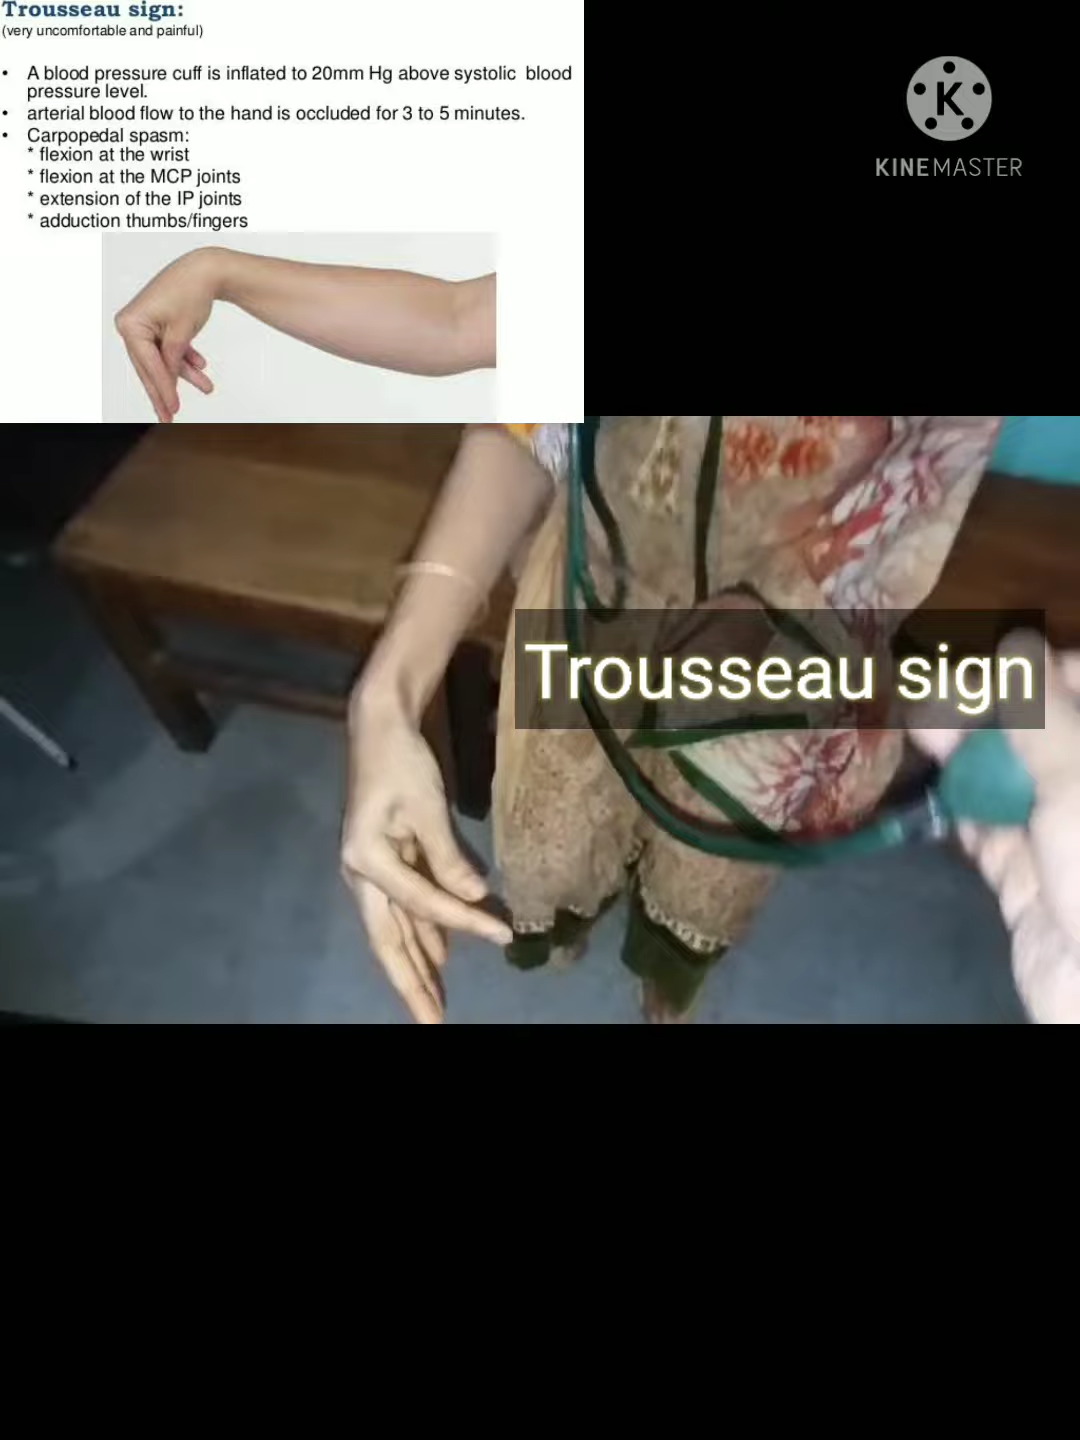 Trousseau sign:
(very uncomfortable and painful)
• A blood pressure cuff is inflated to 20mm Hg above systolic blood
pressure level.
• arterial blood flow to the hand is occluded for 3 to 5 minutes.
• Carpopedal spasm:
* flexion at the wrist
* flexion at the MCP joints
* extension of the IP joints
* adduction thumbs/fingers
K
KINEMASTER
Trousseau sign